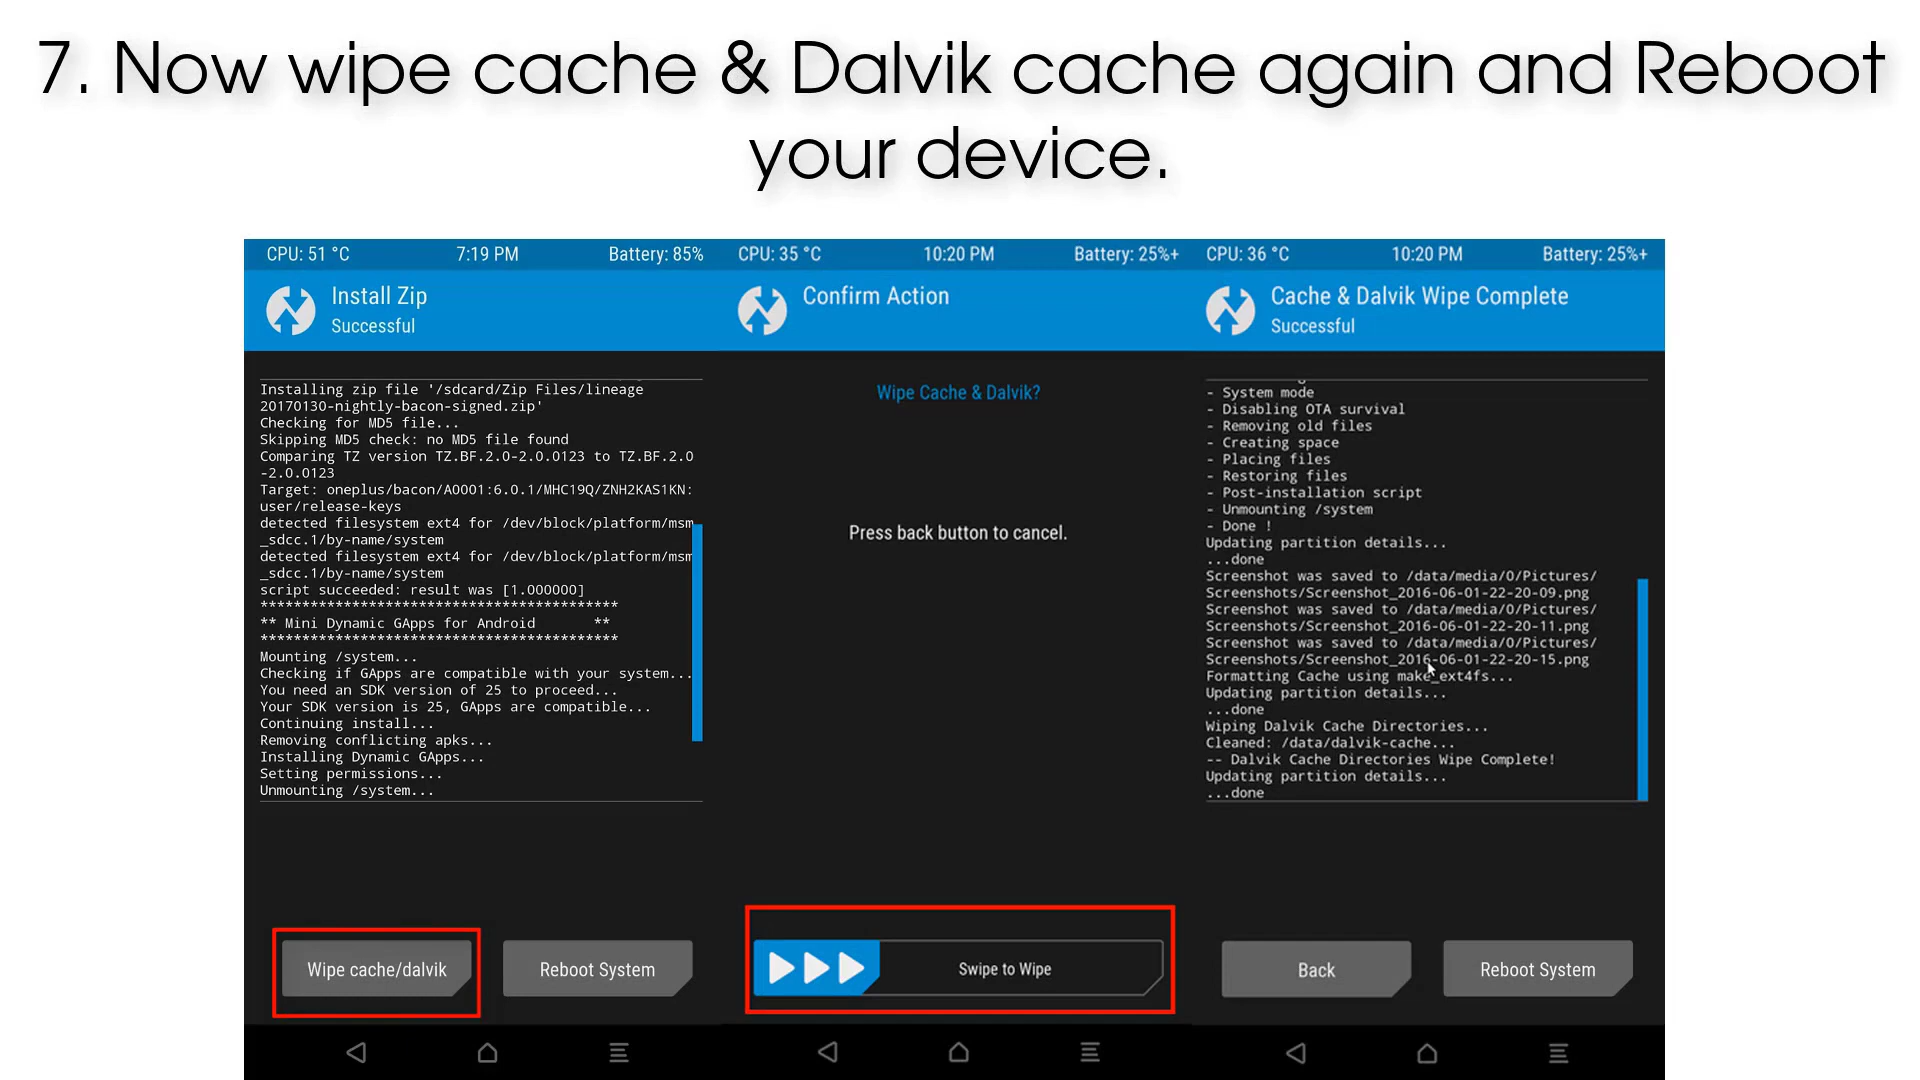 7. Now wipe cache & Dalvik cache again and Reboot
your device.
CPU: 51 °C 7:19 PM Battery: 85%
Install Zip
Successful
Installing zip file '/sdcard/Zip Files/lineage
20170130-nightly-bacon-signed.zip'
Checking for MD5 file...
Skipping MD5 check: no MD5 file found
Comparing TZ version TZ.BF.2.0-2.0.0123 to TZ.BF.2.0
-2.0.0123
Target: oneplus/bacon/A0001:6.0.1/MHC19Q/ZNH2KAS1KN:
user/release-keys
detected filesystem ext4 for /dev/block/platform/msm
_sdcc.1/by-name/system
detected filesystem ext4 for /dev/block/platform/msm
_sdcc.1/by-name/system
script succeeded: result was [1.000000]
*******************************************
** Mini Dynamic GApps for Android **
*******************************************
Mounting /system...
Checking if GApps are compatible with your system...
You need an SDK version of 25 to proceed...
Your SDK version is 25, GApps are compatible...
Continuing install...
Removing conflicting apks...
Installing Dynamic GApps...
Setting permissions...
Unmounting /system...
Wipe cache/dalvik
Reboot System
CPU: 35 °C 10:20 PM Battery: 25%+
Confirm Action
Wipe Cache & Dalvik?
Press back button to cancel.
Swipe to Wipe
CPU: 36 °C 10:20 PM Battery: 25%+
Cache & Dalvik Wipe Complete
Successful
- System mode
- Disabling OTA survival
- Removing old files
- Creating space
- Placing files
- Restoring files
- Post-installation script
- Unmounting /system
- Done !
Updating partition details...
...done
Screenshot was saved to /data/media/0/Pictures/
Screenshots/Screenshot_2016-06-01-22-20-09.png
Screenshot was saved to /data/media/0/Pictures/
Screenshots/Screenshot_2016-06-01-22-20-11.png
Screenshot was saved to /data/media/0/Pictures/
Screenshots/Screenshot_2016-06-01-22-20-15.png
Formatting Cache using make_ext4fs...
Updating partition details...
...done
Wiping Dalvik Cache Directories...
Cleaned: /data/dalvik-cache...
-- Dalvik Cache Directories Wipe Complete!
Updating partition details...
...done
Back
Reboot System